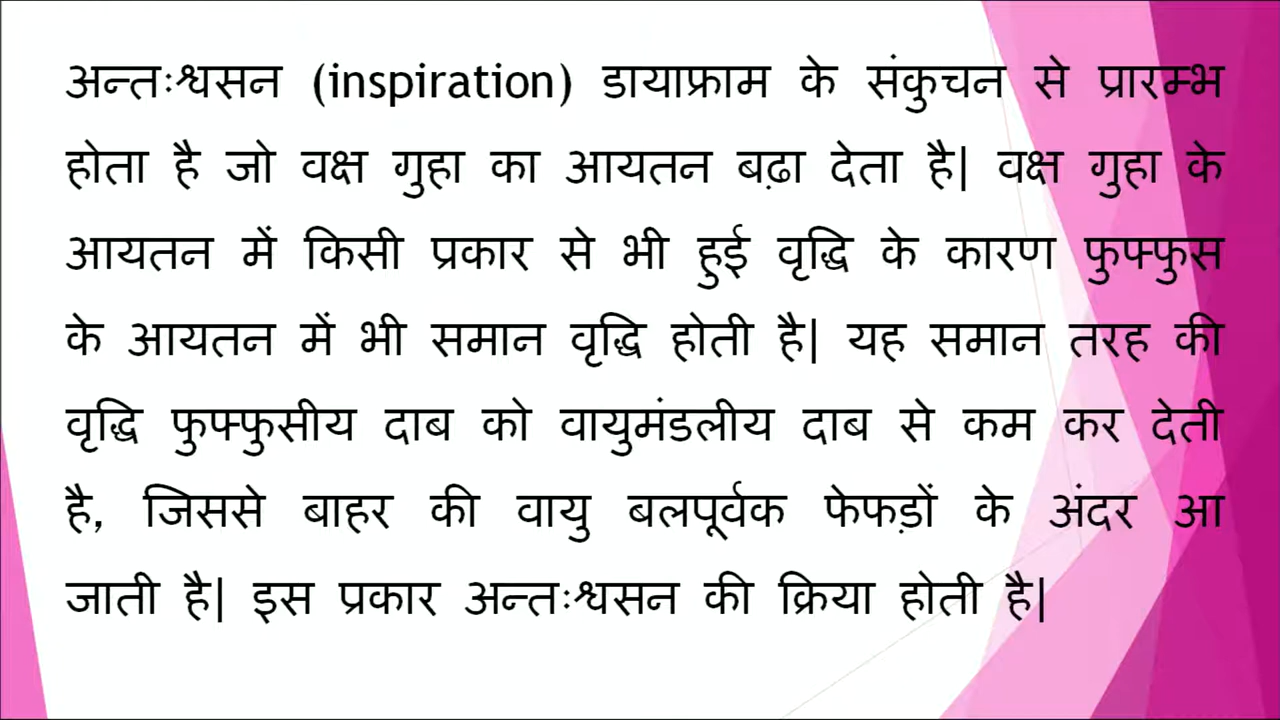 अन्तःश्वसन (inspiration) डायाफ्राम के संकुचन से प्रारम्भ
होता है जो वक्ष गुहा का आयतन बढ़ा देता है| वक्ष गुहा के
आयतन में किसी प्रकार से भी हुई वृद्धि के कारण फुफ्फुस
के आयतन में भी समान वृद्धि होती है| यह समान तरह की
वृद्धि फुफ्फुसीय दाब को वायुमंडलीय दाब से कम कर देती
है, जिससे बाहर की वायु बलपूर्वक फेफड़ों के अंदर आ
जाती है| इस प्रकार अन्तःश्वसन की क्रिया होती है|